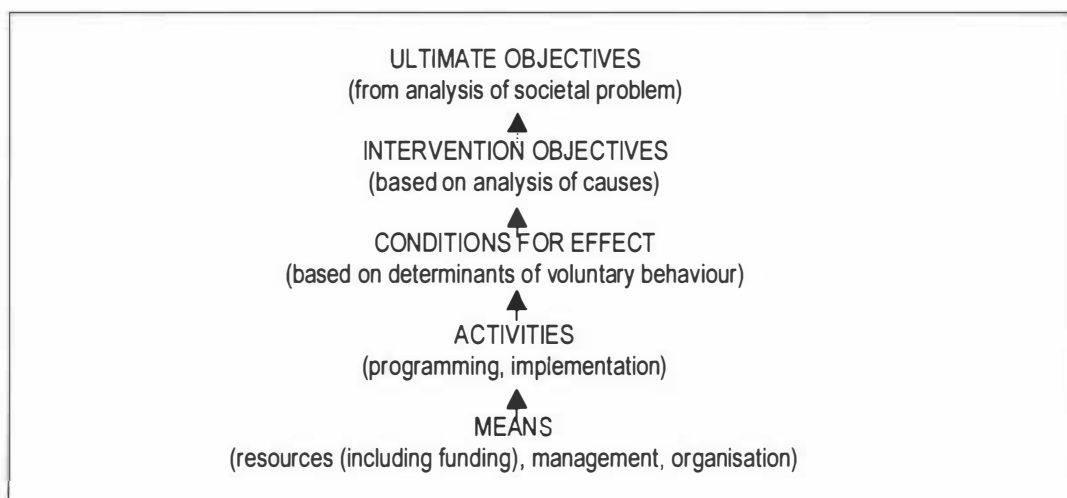 ULTIMATE OBJECTIVES
(from analysis of societal problem)
INTERVENTION OBJECTIVES
(based on analysis of causes)
CONDITIONS FOR EFFECT
(based on determinants of voluntary behaviour)
ACTIVITIES
(programming, implementation)
MEANS
(resources (including funding), management, organisation)